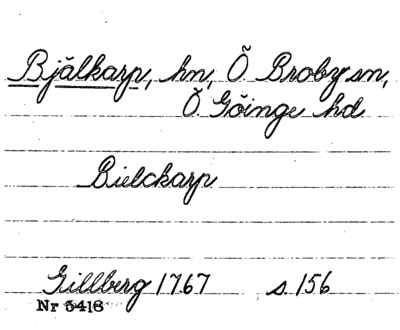 Bjälkarp, hn, Ö. Broby sn,
Ö. Göinge hd
Bielckarp
Gillberg 1767 s. 156
Nr 5418